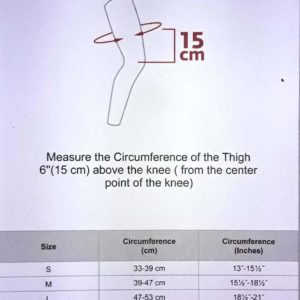 15
cm
Measure the Circumference of the Thigh
6"(15 cm) above the knee ( from the center
point of the knee)
Size Circumference (cm) Circumference (Inches)
S 33-39 cm 13"-15½"
M 39-47 cm 15½"-18½"
L 47-53 cm 18½"-21"